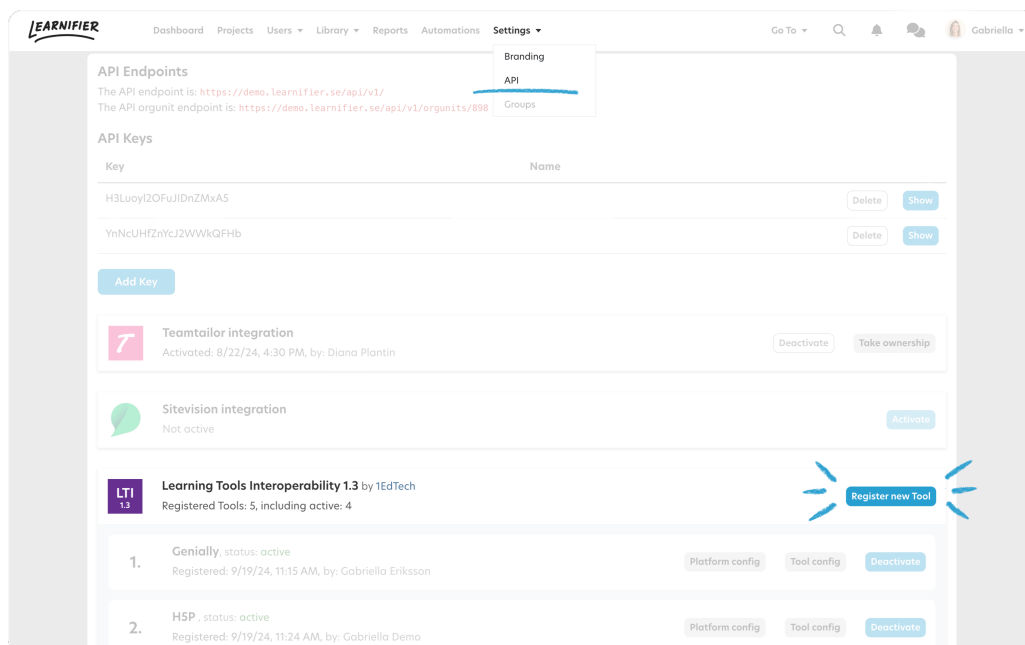 LEARNIFIER
Dashboard Projects Users Library Reports Automations Settings Go To Gabriella
Branding
API
Groups
API Endpoints
The API endpoint is: https://demo.learnifier.se/api/v1/
The API orgunit endpoint is: https://demo.learnifier.se/api/v1/orgunits/898
API Keys
Key Name
H3Luoyl2OFuJIDnZMxA5 Delete Show
YnNcUHfZnYcJ2WWkQFHb Delete Show
Add Key
Teamtailor integration
Activated: 8/22/24, 4:30 PM, by: Diana Plantin
Deactivate Take ownership
Sitevision integration
Not active
Activate
LTI
1.3
Learning Tools Interoperability 1.3 by 1EdTech
Registered Tools: 5, including active: 4
Register new Tool
1. Genially, status: active
Registered: 9/19/24, 11:15 AM, by: Gabriella Eriksson
Platform config Tool config Deactivate
2. H5P , status: active
Registered: 9/19/24, 11:24 AM, by: Gabriella Demo
Platform config Tool config Deactivate